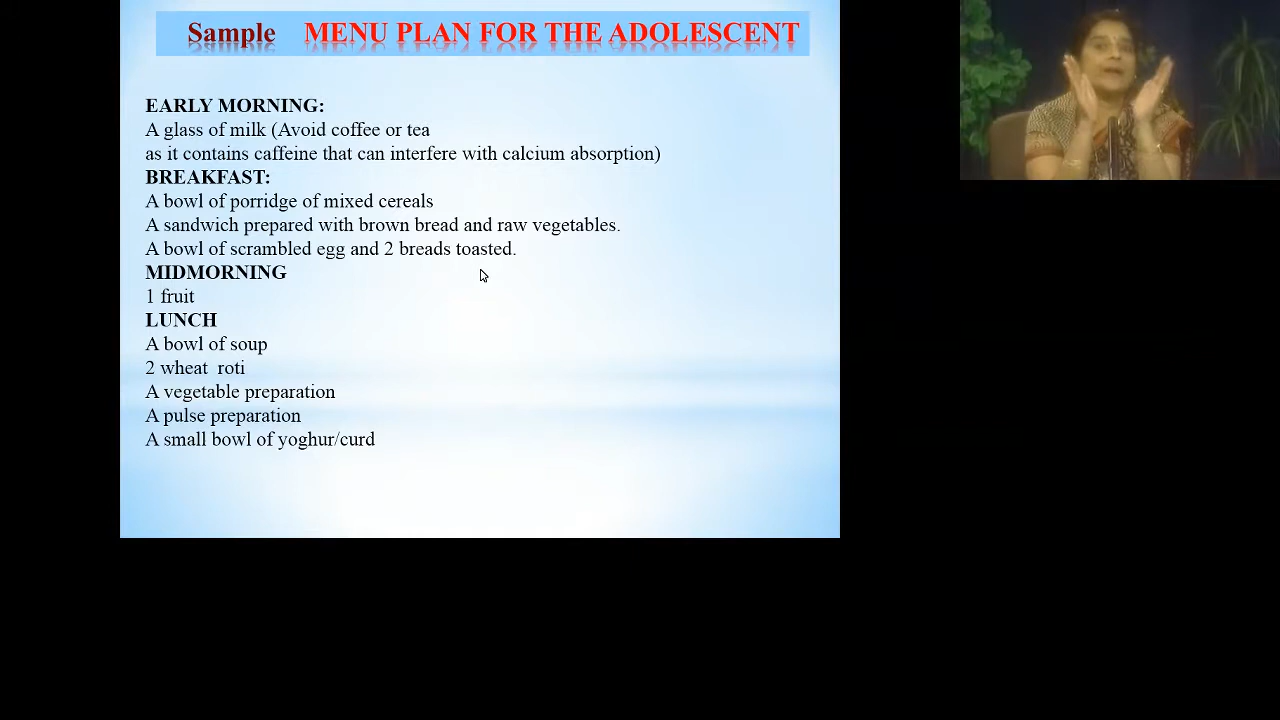 Sample MENU PLAN FOR THE ADOLESCENT
EARLY MORNING:
A glass of milk (Avoid coffee or tea
as it contains caffeine that can interfere with calcium absorption)
BREAKFAST:
A bowl of porridge of mixed cereals
A sandwich prepared with brown bread and raw vegetables.
A bowl of scrambled egg and 2 breads toasted.
MIDMORNING
1 fruit
LUNCH
A bowl of soup
2 wheat roti
A vegetable preparation
A pulse preparation
A small bowl of yoghur/curd